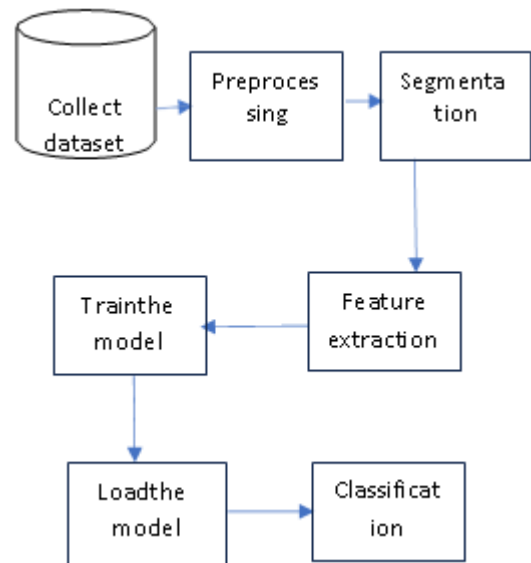 Collect
dataset
Preproces
sing
Segmenta
tion
Feature
extraction
Trainthe
model
Loadthe
model
Classificat
ion